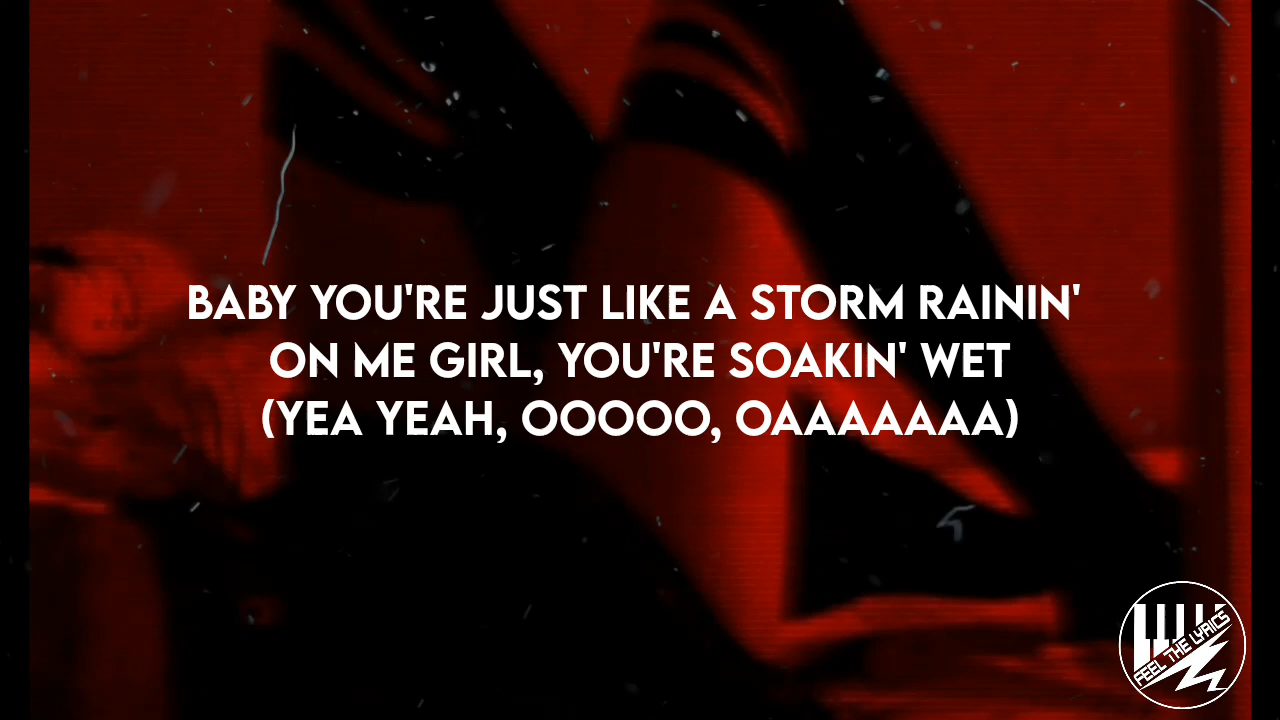 BABY YOU'RE JUST LIKE A STORM RAININ'
ON ME GIRL, YOU'RE SOAKIN' WET
(YEA YEAH, OOOOO, OAAAAAAA)
FEEL THE LYRICS